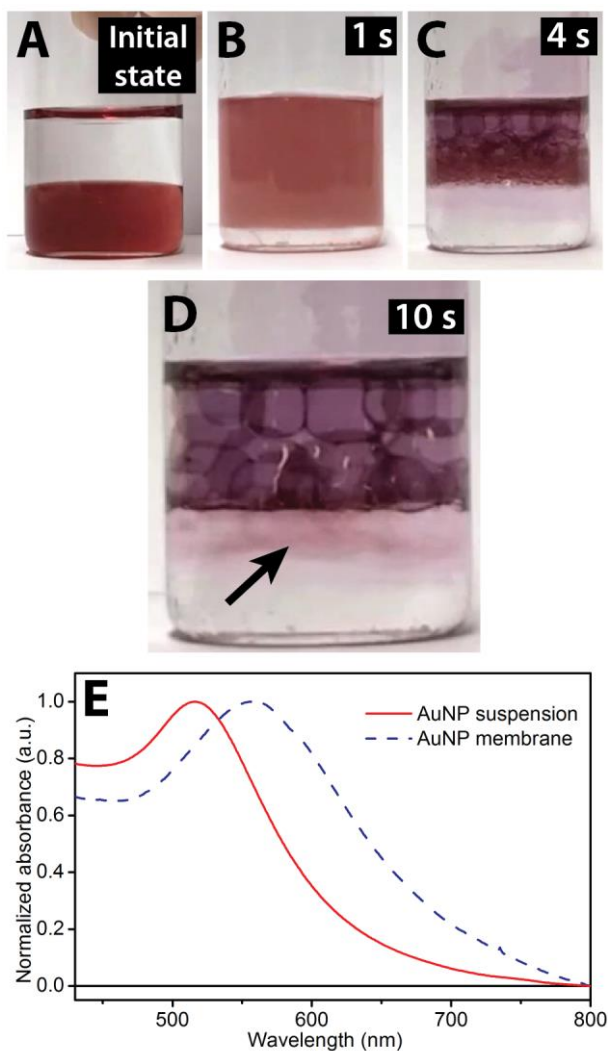 A
Initial
state
B
1 s
C
4 s
D
10 s
E
AuNP suspension
AuNP membrane
Normalized absorbance (a.u.)
1.0
0.8
0.6
0.4
0.2
0.0
500
600
700
800
Wavelength (nm)